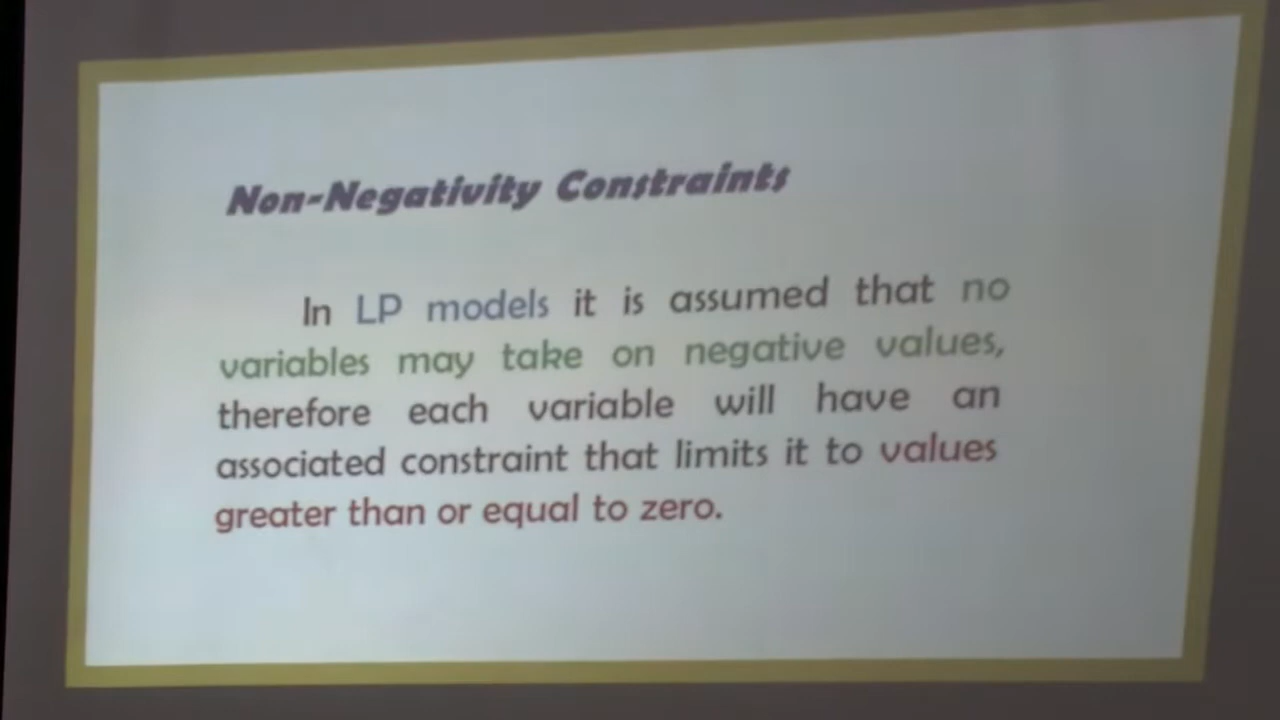 Non-Negativity Constraints
In LP models it is assumed that no
variables may take on negative values,
therefore each variable will have an
associated constraint that limits it to values
greater than or equal to zero.